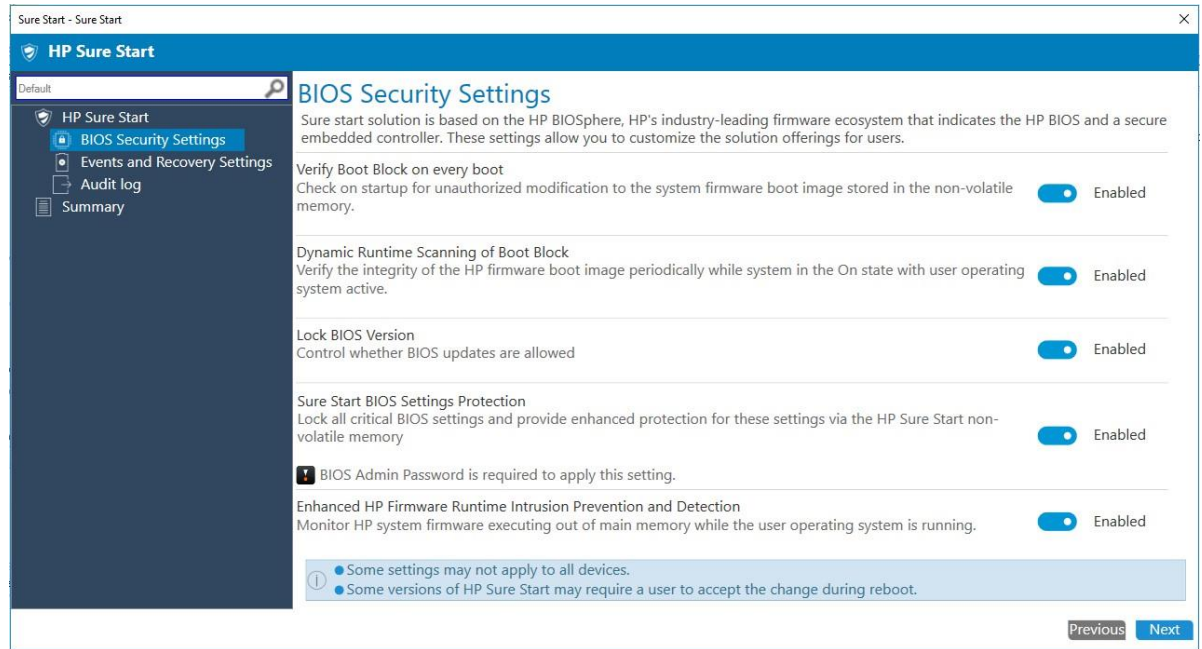 Sure Start - Sure Start
HP Sure Start
Default
HP Sure Start
BIOS Security Settings
Events and Recovery Settings
Audit log
Summary
BIOS Security Settings
Sure start solution is based on the HP BIOSphere, HP's industry-leading firmware ecosystem that indicates the HP BIOS and a secure
embedded controller. These settings allow you to customize the solution offerings for users.
Verify Boot Block on every boot
Check on startup for unauthorized modification to the system firmware boot image stored in the non-volatile
memory.
Enabled
Dynamic Runtime Scanning of Boot Block
Verify the integrity of the HP firmware boot image periodically while system in the On state with user operating
system active.
Enabled
Lock BIOS Version
Control whether BIOS updates are allowed
Enabled
Sure Start BIOS Settings Protection
Lock all critical BIOS settings and provide enhanced protection for these settings via the HP Sure Start non-
volatile memory
Enabled
BIOS Admin Password is required to apply this setting.
Enhanced HP Firmware Runtime Intrusion Prevention and Detection
Monitor HP system firmware executing out of main memory while the user operating system is running.
Enabled
● Some settings may not apply to all devices.
● Some versions of HP Sure Start may require a user to accept the change during reboot.
Previous
Next